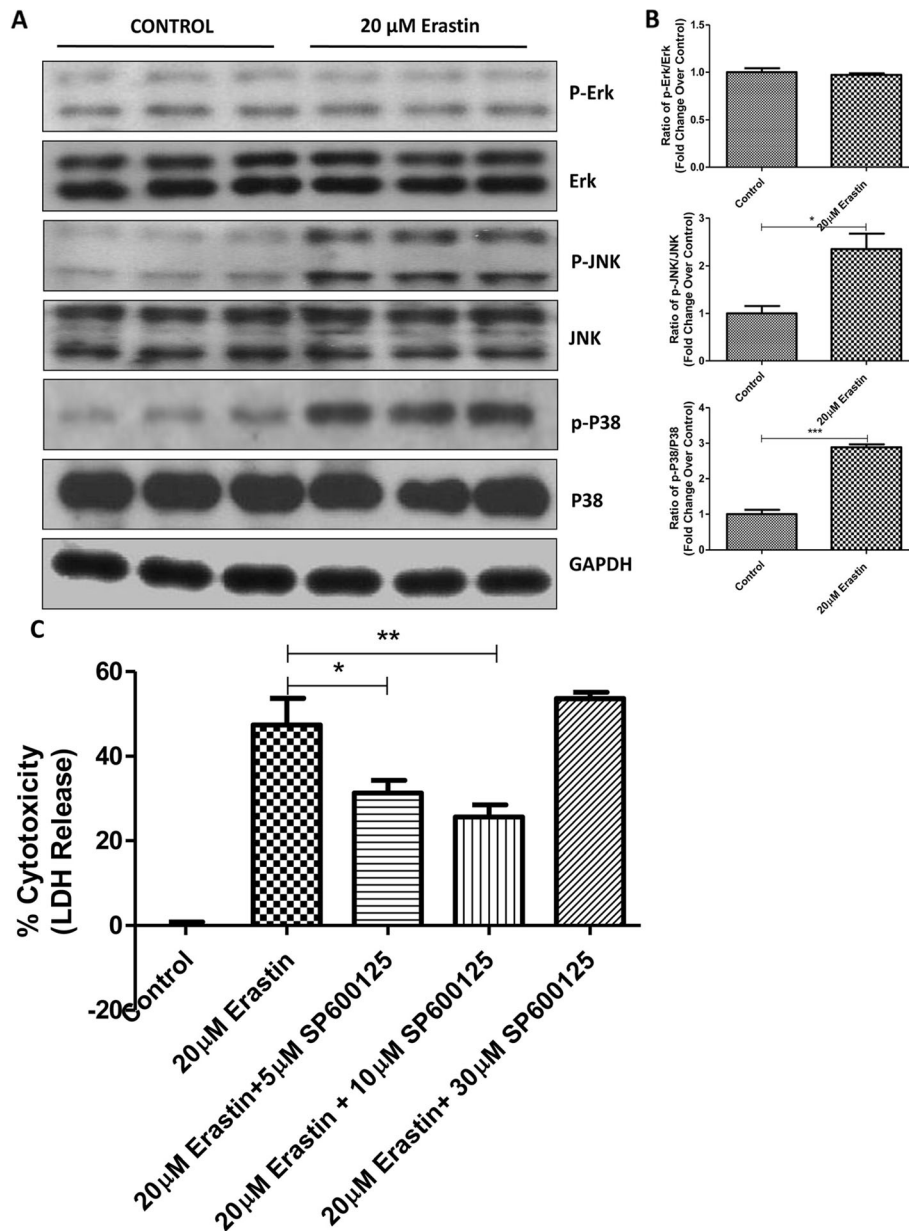 A
CONTROL
20 µM Erastin
P-Erk
Erk
P-JNK
JNK
p-P38
P38
GAPDH
B
Ratio of p-Erk/Erk
(Fold Change Over Control)
1.5
1.0
0.5
0.0
Control
20µM Erastin
Ratio of p-JNK/JNK
(Fold Change Over Control)
3
2
1
0
*
Control
20µM Erastin
Ratio of p-P38/P38
(Fold Change Over Control)
4
3
2
1
0
***
Control
20µM Erastin
C
% Cytotoxicity
(LDH Release)
60
40
20
0
-20
*
**
Control
20µM Erastin
20µM Erastin+5µM SP600125
20µM Erastin + 10µM SP600125
20µM Erastin+ 30µM SP600125